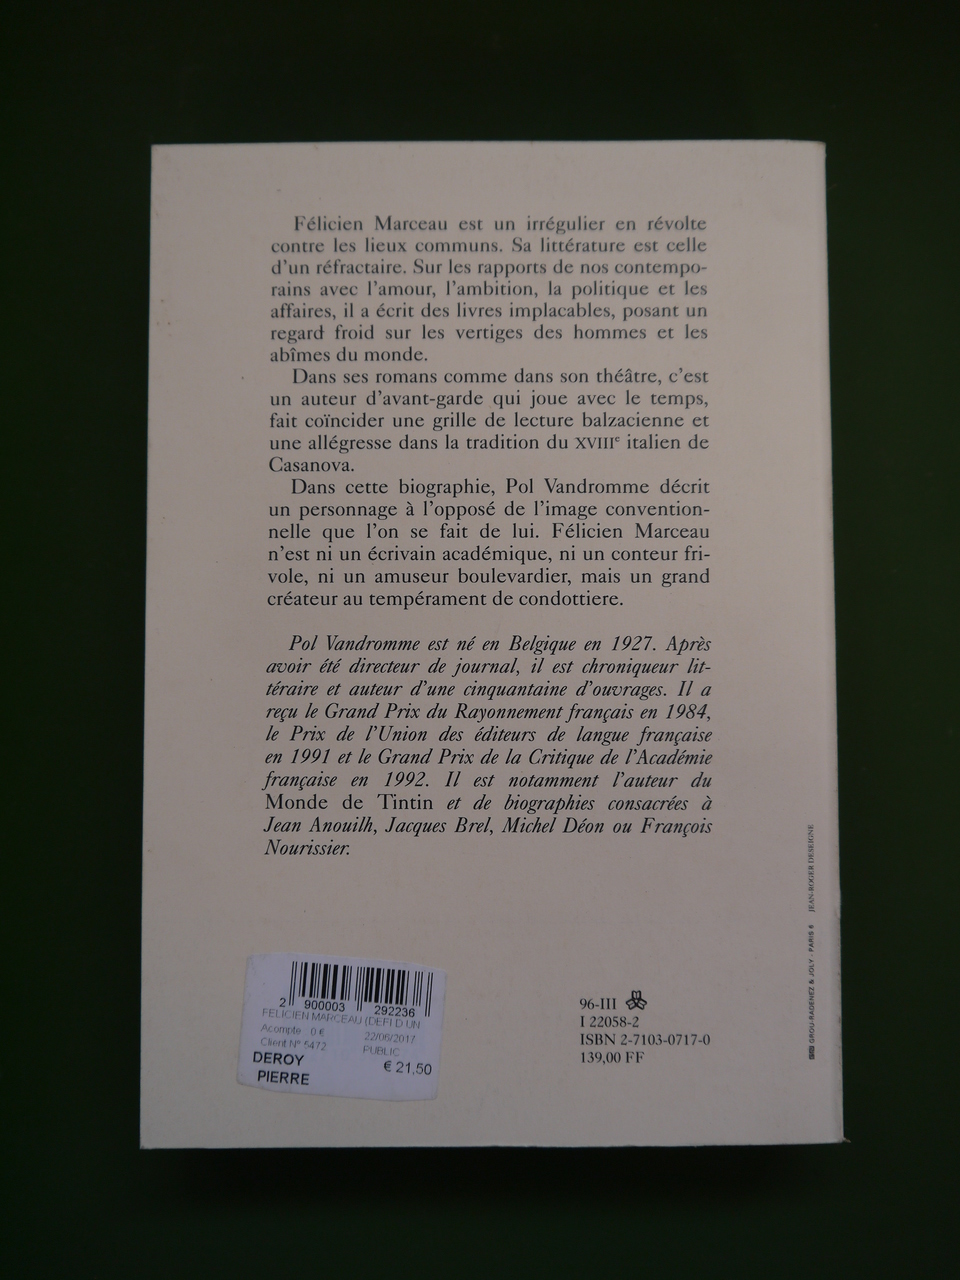 Félicien Marceau est un irrégulier en révolte
contre les lieux communs. Sa littérature est celle
d'un réfractaire. Sur les rapports de nos contempo-
rains avec l'amour, l'ambition, la politique et les
affaires, il a écrit des livres implacables, posant un
regard froid sur les vertiges des hommes et les
abîmes du monde.
Dans ses romans comme dans son théâtre, c'est
un auteur d'avant-garde qui joue avec le temps,
fait coïncider une grille de lecture balzacienne et
une allégresse dans la tradition du XVIIIe italien de
Casanova.
Dans cette biographie, Pol Vandromme décrit
un personnage à l'opposé de l'image convention-
nelle que l'on se fait de lui. Félicien Marceau
n'est ni un écrivain académique, ni un conteur fri-
vole, ni un amuseur boulevardier, mais un grand
créateur au tempérament de condottiere.
Pol Vandromme est né en Belgique en 1927. Après
avoir été directeur de journal, il est chroniqueur lit-
téraire et auteur d'une cinquantaine d'ouvrages. Il a
reçu le Grand Prix du Rayonnement français en 1984,
le Prix de l'Union des éditeurs de langue française
en 1991 et le Grand Prix de la Critique de l'Académie
française en 1992. Il est notamment l'auteur du
Monde de Tintin et de biographies consacrées à
Jean Anouilh, Jacques Brel, Michel Déon ou François
Nourissier.
2 900003 292236
FELICIEN MARCEAU (DEFI D UN
Acompte 0 € 22/06/2017
Client N° 5472 PUBLIC
DEROY € 21,50
PIERRE
96-III
I 22058-2
ISBN 2-7103-0717-0
139,00 FF
GROU-RADENEZ & JOLY - PARIS 6 JEAN-ROGER DESEIGNE